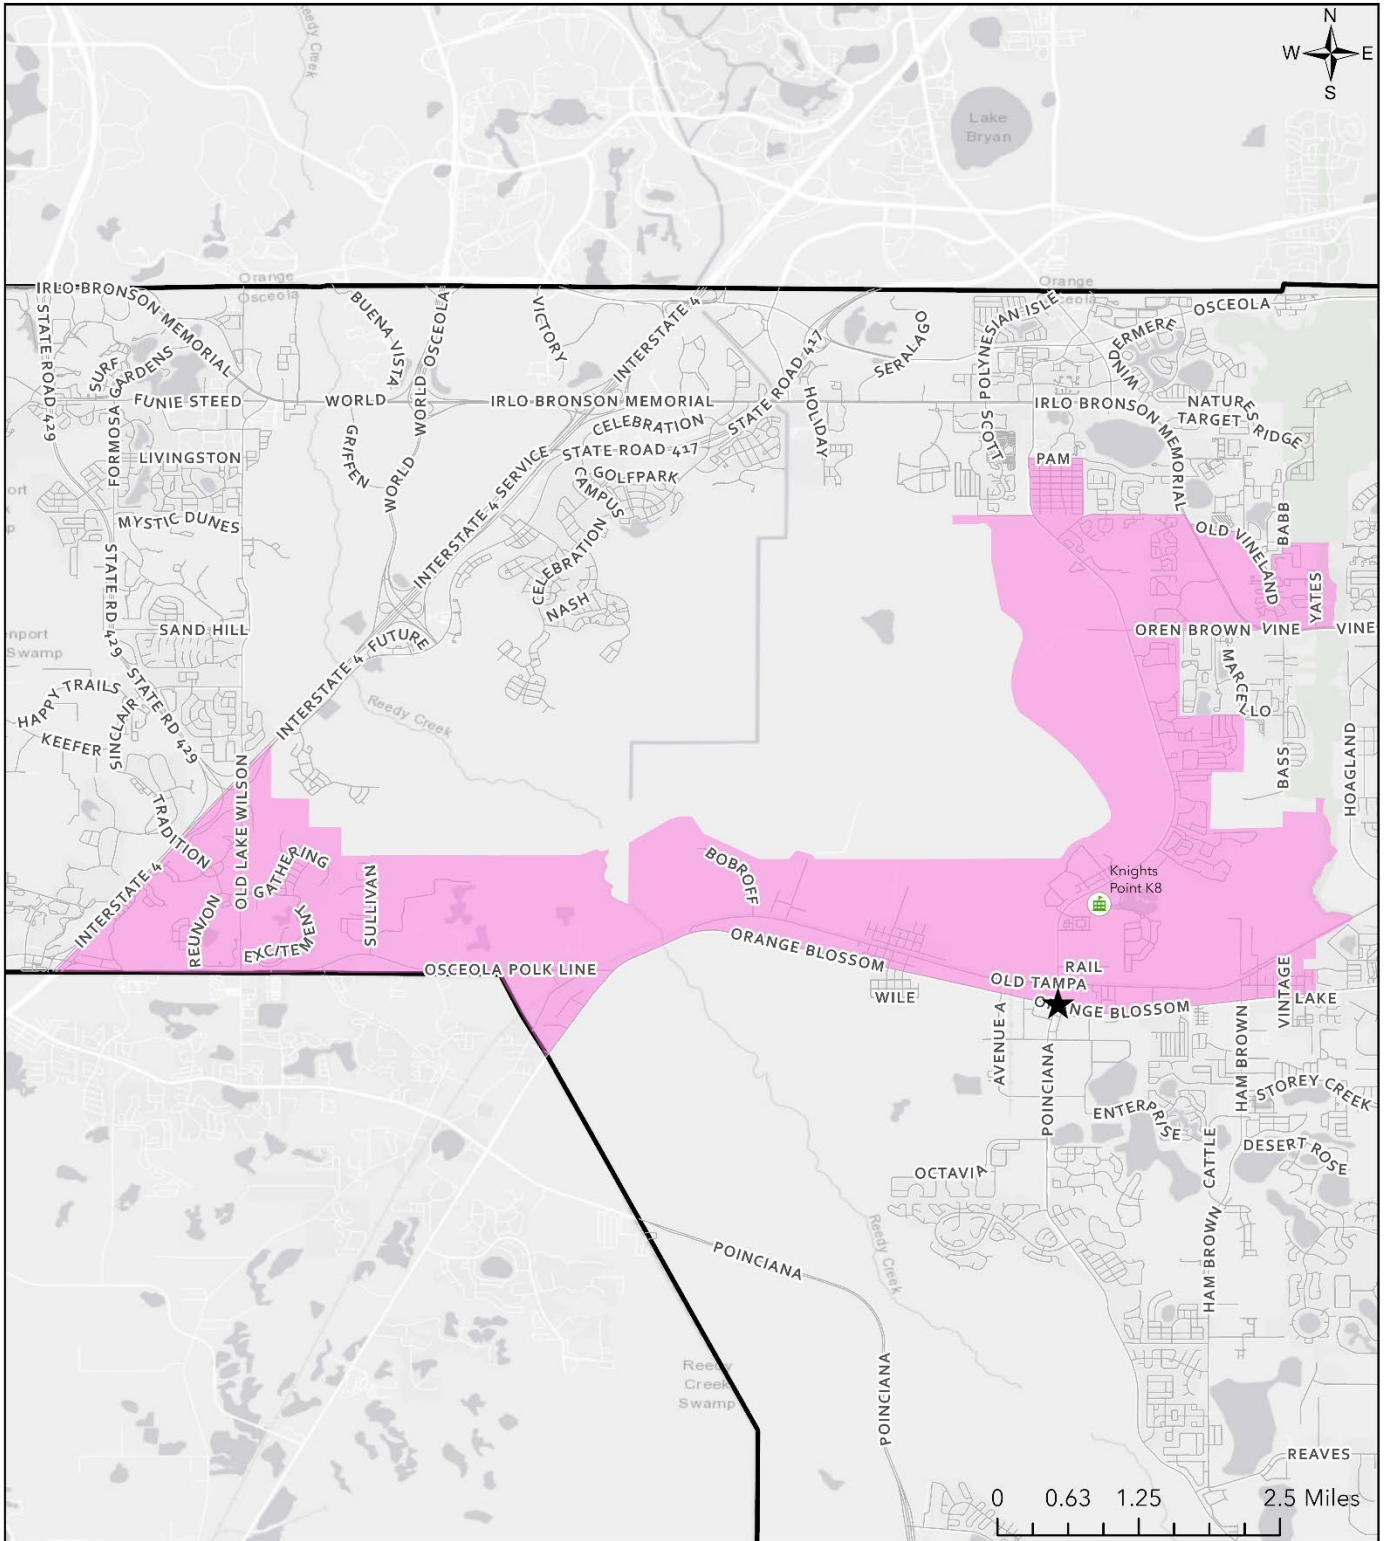 N
W E
S
Reedy Creek
Lake
Bryan
Orange
Osceola
Orange
IRLO BRONSON MEMORIAL
STATE ROAD 429
SURF
FORMOSA GARDENS
FUNIE STEED
BUENA VISTA
WORLD
OSCEOLA
WORLD
VICTORY
INTERSTATE 4
IRLO BRONSON MEMORIAL
CELEBRATION
STATE ROAD 417
STATE ROAD 417
HOLIDAY
SERALAGO
POLYNESIAN ISLE
SCOTT
OSCEOLA
WINDERMERE
IRLO BRONSON MEMORIAL
NATURES RIDGE
TARGET
PAM
LIVINGSTON
GRIFFEN
WORLD
INTERSTATE 4 SERVICE
GOLFPARK
CAMPUS
CELEBRATION
NASH
MYSTIC DUNES
STATE RD 429
SAND HILL
INTERSTATE 4 FUTURE
BABB
OLD VINELAND
YATES
OREN BROWN
VINE
VINE
MARCELLO
BASS
HOAGLAND
Swamp
HAPPY TRAILS
SINCLAIR
KEEFER
STATE RD 429
Reedy Creek
TRADITION
OLD LAKE WILSON
INTERSTATE 4
GATHERING
REUNION
EXCITEMENT
SULLIVAN
BOBROFF
Knights
Point K8
OSCEOLA POLK LINE
ORANGE BLOSSOM
RAIL
OLD TAMPA
WILE
ORANGE BLOSSOM
VINTAGE
LAKE
AVENUE A
POINCIANA
HAM BROWN
STOREY CREEK
ENTERPRISE
CATTLE
DESERT ROSE
OCTAVIA
HAM BROWN
Reedy Creek
POINCIANA
POINCIANA
Reedy
Creek
Swamp
REAVES
0 0.63 1.25 2.5 Miles